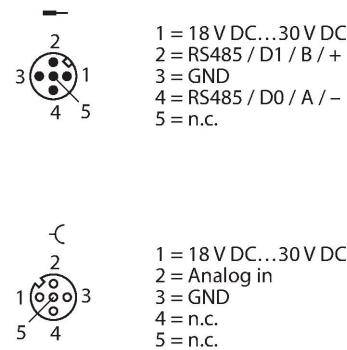 2
3
1
4
5
1 = 18 V DC…30 V DC
2 = RS485 / D1 / B / +
3 = GND
4 = RS485 / D0 / A / –
5 = n.c.
2
1
3
5
4
1 = 18 V DC…30 V DC
2 = Analog in
3 = GND
4 = n.c.
5 = n.c.